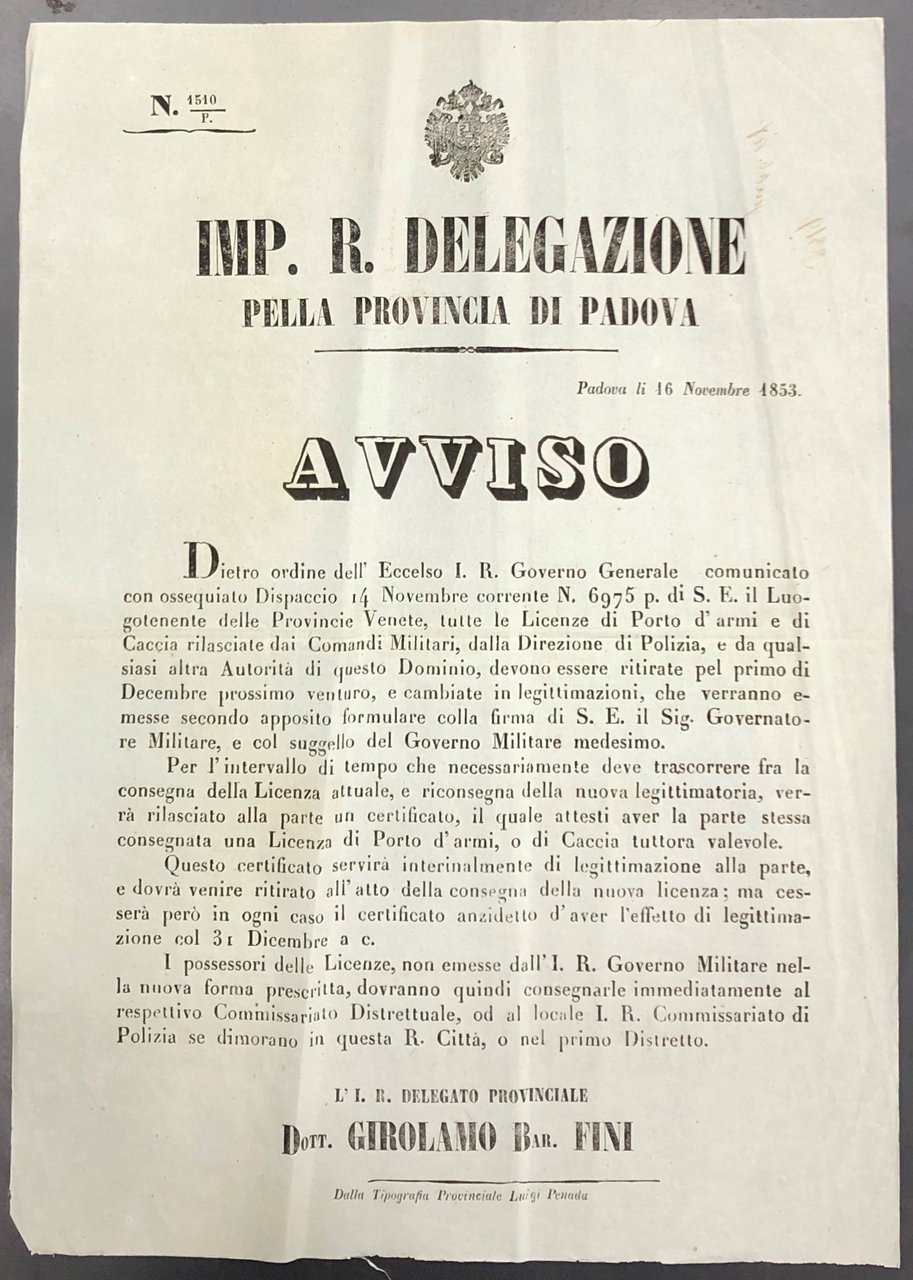 N. 1510/P.
IMP. R. DELEGAZIONE
PELLA PROVINCIA DI PADOVA
Padova li 16 Novembre 1853.
AVVISO
Dietro ordine dell' Eccelso I. R. Governo Generale comunicato
con ossequiato Dispaccio 14 Novembre corrente N. 6975 p. di S. E. il Luo-
gotenente delle Provincie Venete, tutte le Licenze di Porto d'armi e di
Caccia rilasciate dai Comandi Militari, dalla Direzione di Polizia, e da qual-
siasi altra Autorità di questo Dominio, devono essere ritirate pel primo di
Decembre prossimo venturo, e cambiate in legittimazioni, che verranno e-
messe secondo apposito formulare colla firma di S. E. il Sig. Governato-
re Militare, e col suggello del Governo Militare medesimo.
Per l'intervallo di tempo che necessariamente deve trascorrere fra la
consegna della Licenza attuale, e riconsegna della nuova legittimatoria, ver-
rà rilasciato alla parte un certificato, il quale attesti aver la parte stessa
consegnata una Licenza di Porto d'armi, o di Caccia tuttora valevole.
Questo certificato servirà interinalmente di legittimazione alla parte,
e dovrà venire ritirato all'atto della consegna della nuova licenza; ma ces-
serà però in ogni caso il certificato anzidetto d'aver l'effetto di legittima-
zione col 31 Dicembre a c.
I possessori delle Licenze, non emesse dall'I. R. Governo Militare nel-
la nuova forma prescritta, dovranno quindi consegnarle immediatamente al
respettivo Commissariato Distrettuale, od al locale I. R. Commissariato di
Polizia se dimorano in questa R. Città, o nel primo Distretto.
L' I. R. DELEGATO PROVINCIALE
DOTT. GIROLAMO BAR. FINI
Dalla Tipografia Provinciale Luigi Penada